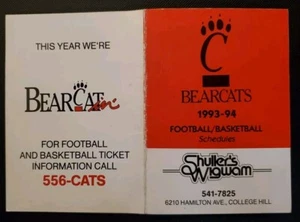 THIS YEAR WE'RE
BEARCATin'
FOR FOOTBALL
AND BASKETBALL TICKET
INFORMATION CALL
556-CATS
C
BEARCATS
1993-94
FOOTBALL/BASKETBALL
Schedules
Shuller's
Wigwam
541-7825
6210 HAMILTON AVE., COLLEGE HILL